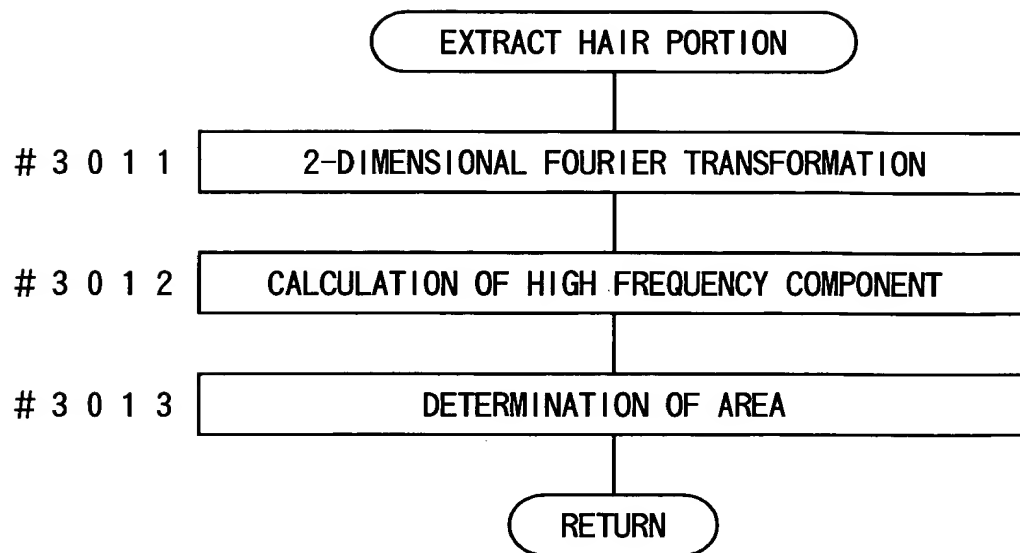 EXTRACT HAIR PORTION
#3011 2-DIMENSIONAL FOURIER TRANSFORMATION
#3012 CALCULATION OF HIGH FREQUENCY COMPONENT
#3013 DETERMINATION OF AREA
RETURN